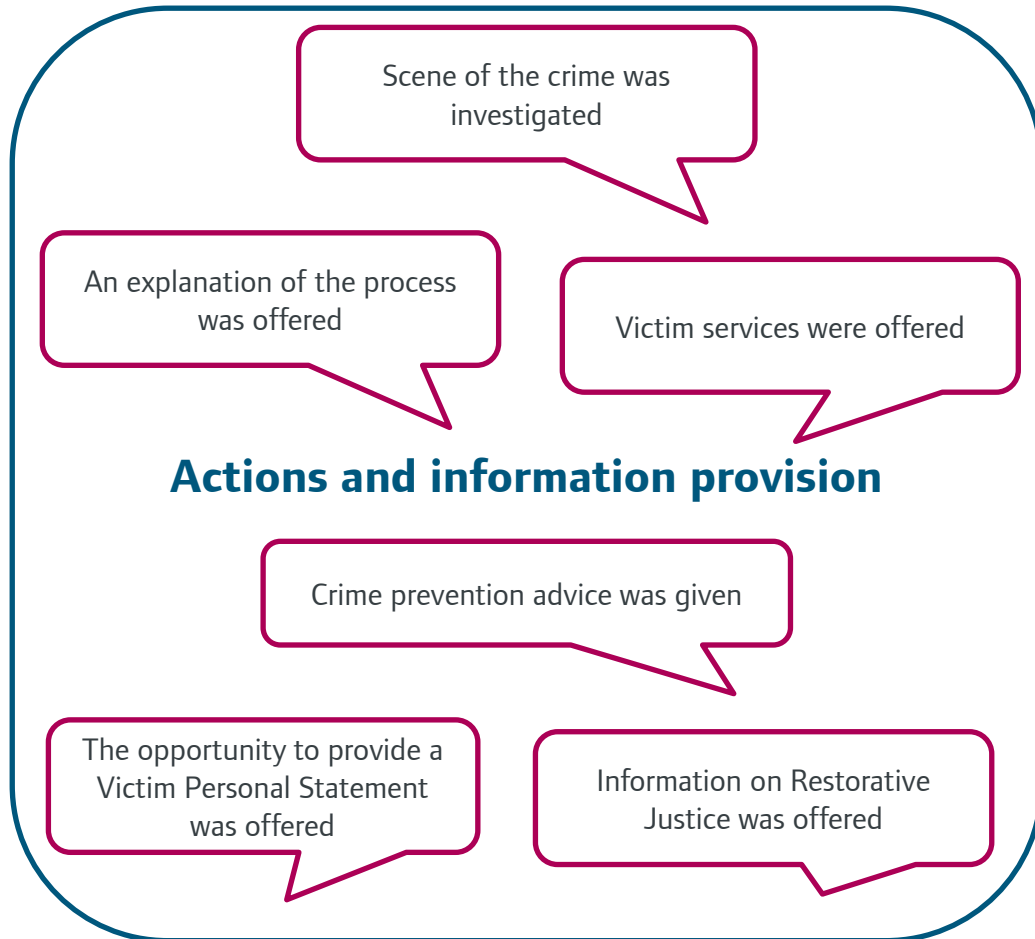 Scene of the crime was
investigated
An explanation of the process
was offered
Victim services were offered
Actions and information provision
Crime prevention advice was given
The opportunity to provide a
Victim Personal Statement
was offered
Information on Restorative
Justice was offered